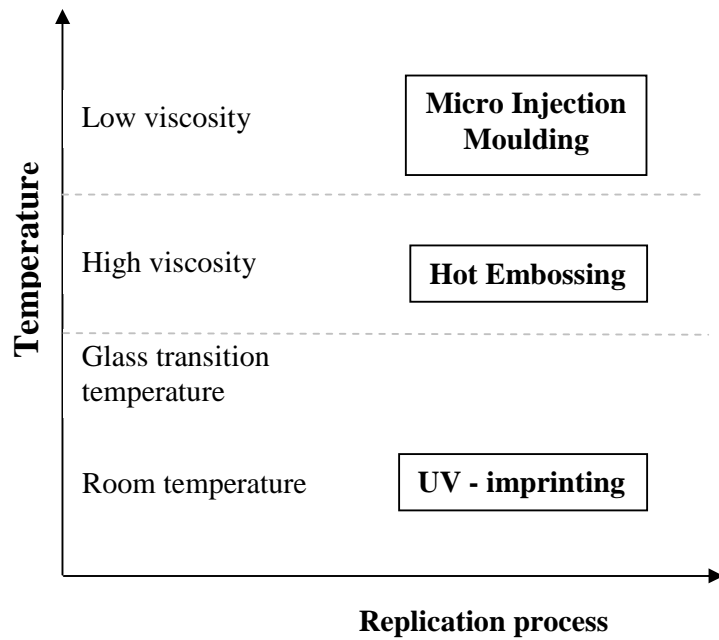 Temperature
Low viscosity
Micro Injection
Moulding
High viscosity
Hot Embossing
Glass transition
temperature
Room temperature
UV - imprinting
Replication process